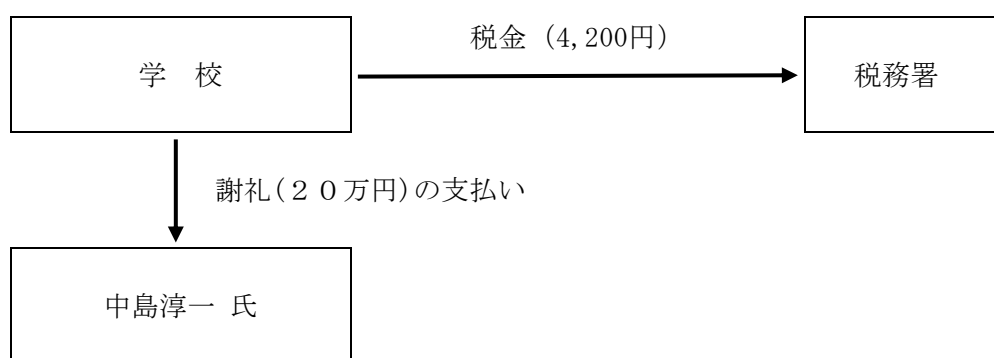 税金 (4,200円)
学　校
税務署
謝礼(２０万円)の支払い
中島淳一 氏